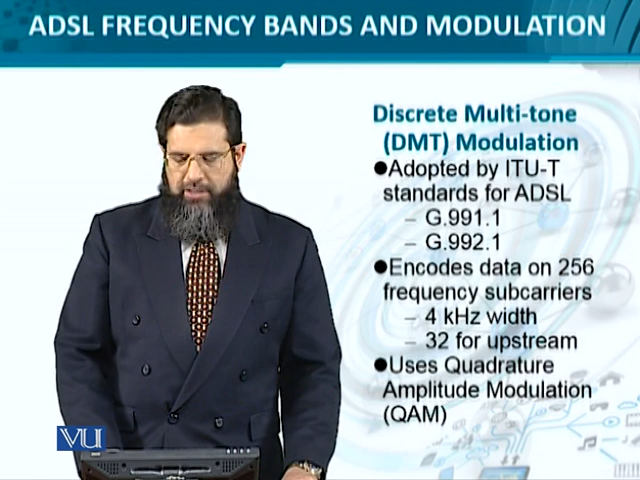 ADSL FREQUENCY BANDS AND MODULATION
Discrete Multi-tone
(DMT) Modulation
●Adopted by ITU-T
standards for ADSL
– G.991.1
– G.992.1
●Encodes data on 256
frequency subcarriers
– 4 kHz width
– 32 for upstream
●Uses Quadrature
Amplitude Modulation
(QAM)
VU